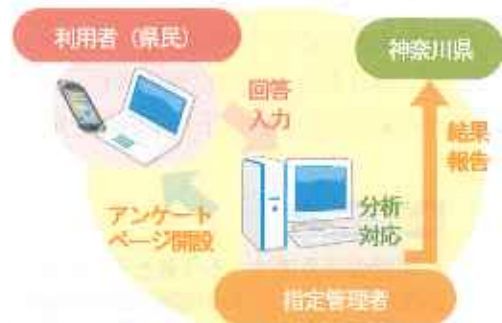 利用者（県民）
神奈川県
回答
入力
結果
報告
アンケート
ページ開設
分析
対応
指定管理者